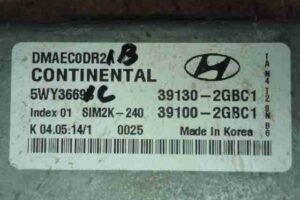 DMAEC0DR2 1B
CONTINENTAL
5WY3669 1C
39130-2GBC1
Index 01 SIM2K-240
39100-2GBC1
K 04.05:14/1 0025
Made In Korea